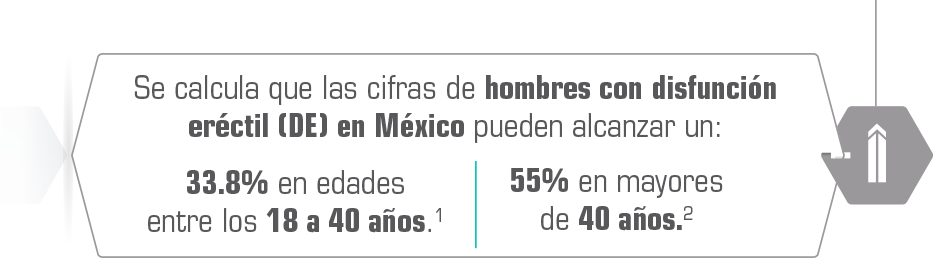 Se calcula que las cifras de hombres con disfunción
eréctil (DE) en México pueden alcanzar un:
33.8% en edades
entre los 18 a 40 años.1
55% en mayores
de 40 años.2